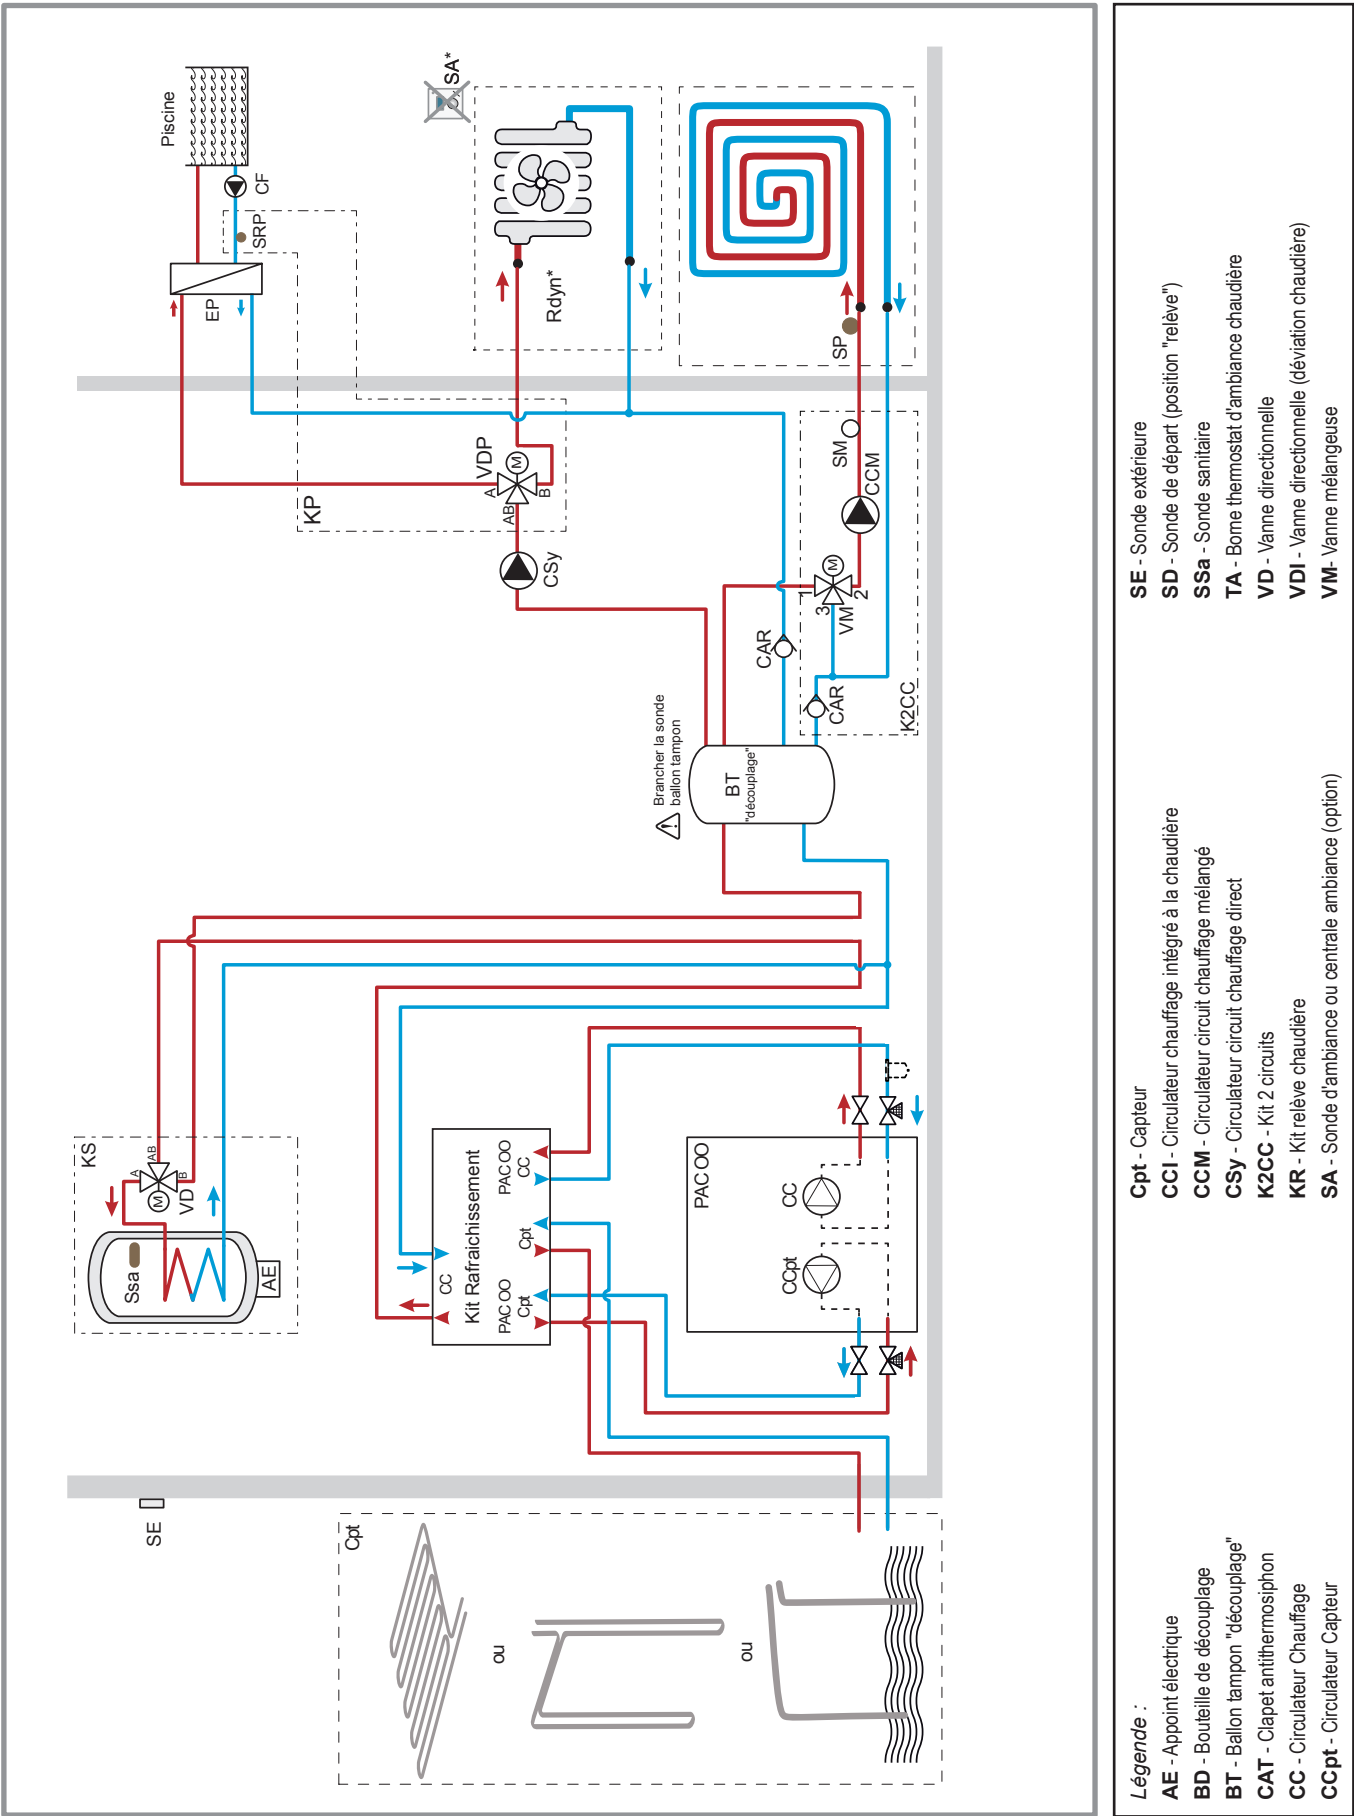 SE
Cpt
ou
ou
KS
A
AB
B
M
VD
Ssa
AE
CC
Kit Rafraichissement
PAC OO
Cpt
Cpt
PAC OO
CC
PAC OO
CCpt
CC
Brancher la sonde
ballon tampon
BT
"découplage"
Piscine
CF
SRP
EP
KP
VDP
A
AB
B
M
CSy
SA*
Rdyn*
SP
SM
CCM
M
1
3
2
VM
CAR
CAR
K2CC
Légende :
AE - Appoint électrique
BD - Bouteille de découplage
BT - Ballon tampon "découplage"
CAT - Clapet antithermosiphon
CC - Circulateur Chauffage
CCpt - Circulateur Capteur
Cpt - Capteur
CCI - Circulateur chauffage intégré à la chaudière
CCM - Circulateur circuit chauffage mélangé
CSy - Circulateur circuit chauffage direct
K2CC - Kit 2 circuits
KR - Kit relève chaudière
SA - Sonde d'ambiance ou centrale ambiance (option)
SE - Sonde extérieure
SD - Sonde de départ (position "relève")
SSa - Sonde sanitaire
TA - Borne thermostat d'ambiance chaudière
VD - Vanne directionnelle
VDI - Vanne directionnelle (déviation chaudière)
VM- Vanne mélangeuse